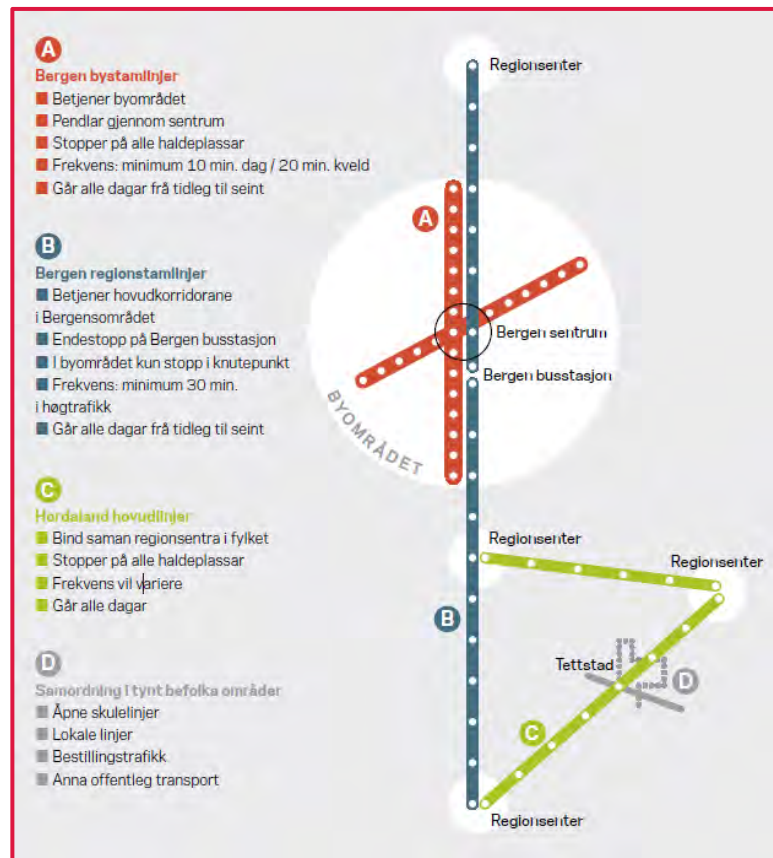 A
Bergen bystamlinjer
Betjener byområdet
Pendlar gjennom sentrum
Stopper på alle haldeplassar
Frekvens: minimum 10 min. dag / 20 min. kveld
Går alle dagar frå tidleg til seint
B
Bergen regionstamlinjer
Betjener hovudkorridorane
i Bergensområdet
Endestopp på Bergen busstasjon
I byområdet kun stopp i knutepunkt
Frekvens: minimum 30 min.
i høgtrafikk
Går alle dagar frå tidleg til seint
C
Hordaland hovudlinjer
Bind saman regionsentra i fylket
Stopper på alle haldeplassar
Frekvens vil variere
Går alle dagar
D
Samordning i tynt befolka områder
Åpne skulelinjer
Lokale linjer
Bestillingstrafikk
Anna offentleg transport
Regionsenter
A
Bergen sentrum
Bergen busstasjon
BYOMRÅDET
Regionsenter
Regionsenter
B
Tettstad
D
C
Regionsenter